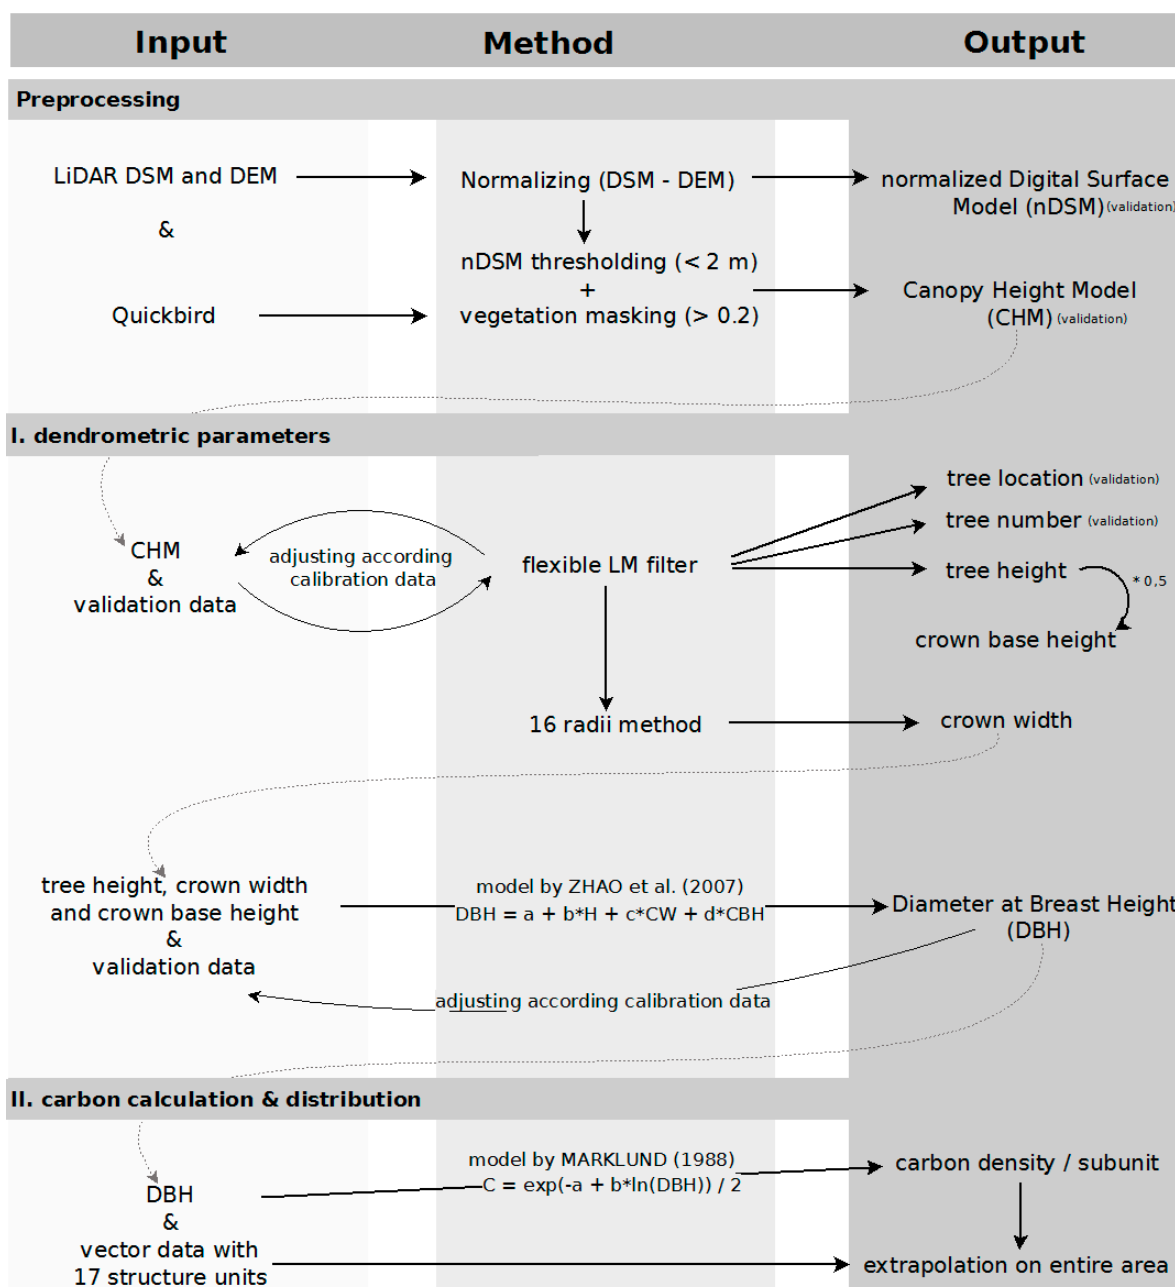 Input Method Output
Preprocessing
LiDAR DSM and DEM
&
Quickbird
Normalizing (DSM - DEM)
nDSM thresholding (< 2 m)
+
vegetation masking (> 0.2)
normalized Digital Surface
Model (nDSM) (validation)
Canopy Height Model
(CHM) (validation)
I. dendrometric parameters
CHM
&
validation data
adjusting according
calibration data
flexible LM filter
16 radii method
tree location (validation)
tree number (validation)
tree height
* 0,5
crown base height
crown width
tree height, crown width
and crown base height
&
validation data
model by ZHAO et al. (2007)
DBH = a + b*H + c*CW + d*CBH
Diameter at Breast Height
(DBH)
adjusting according calibration data
II. carbon calculation & distribution
DBH
&
vector data with
17 structure units
model by MARKLUND (1988)
C = exp(-a + b*ln(DBH)) / 2
carbon density / subunit
extrapolation on entire area